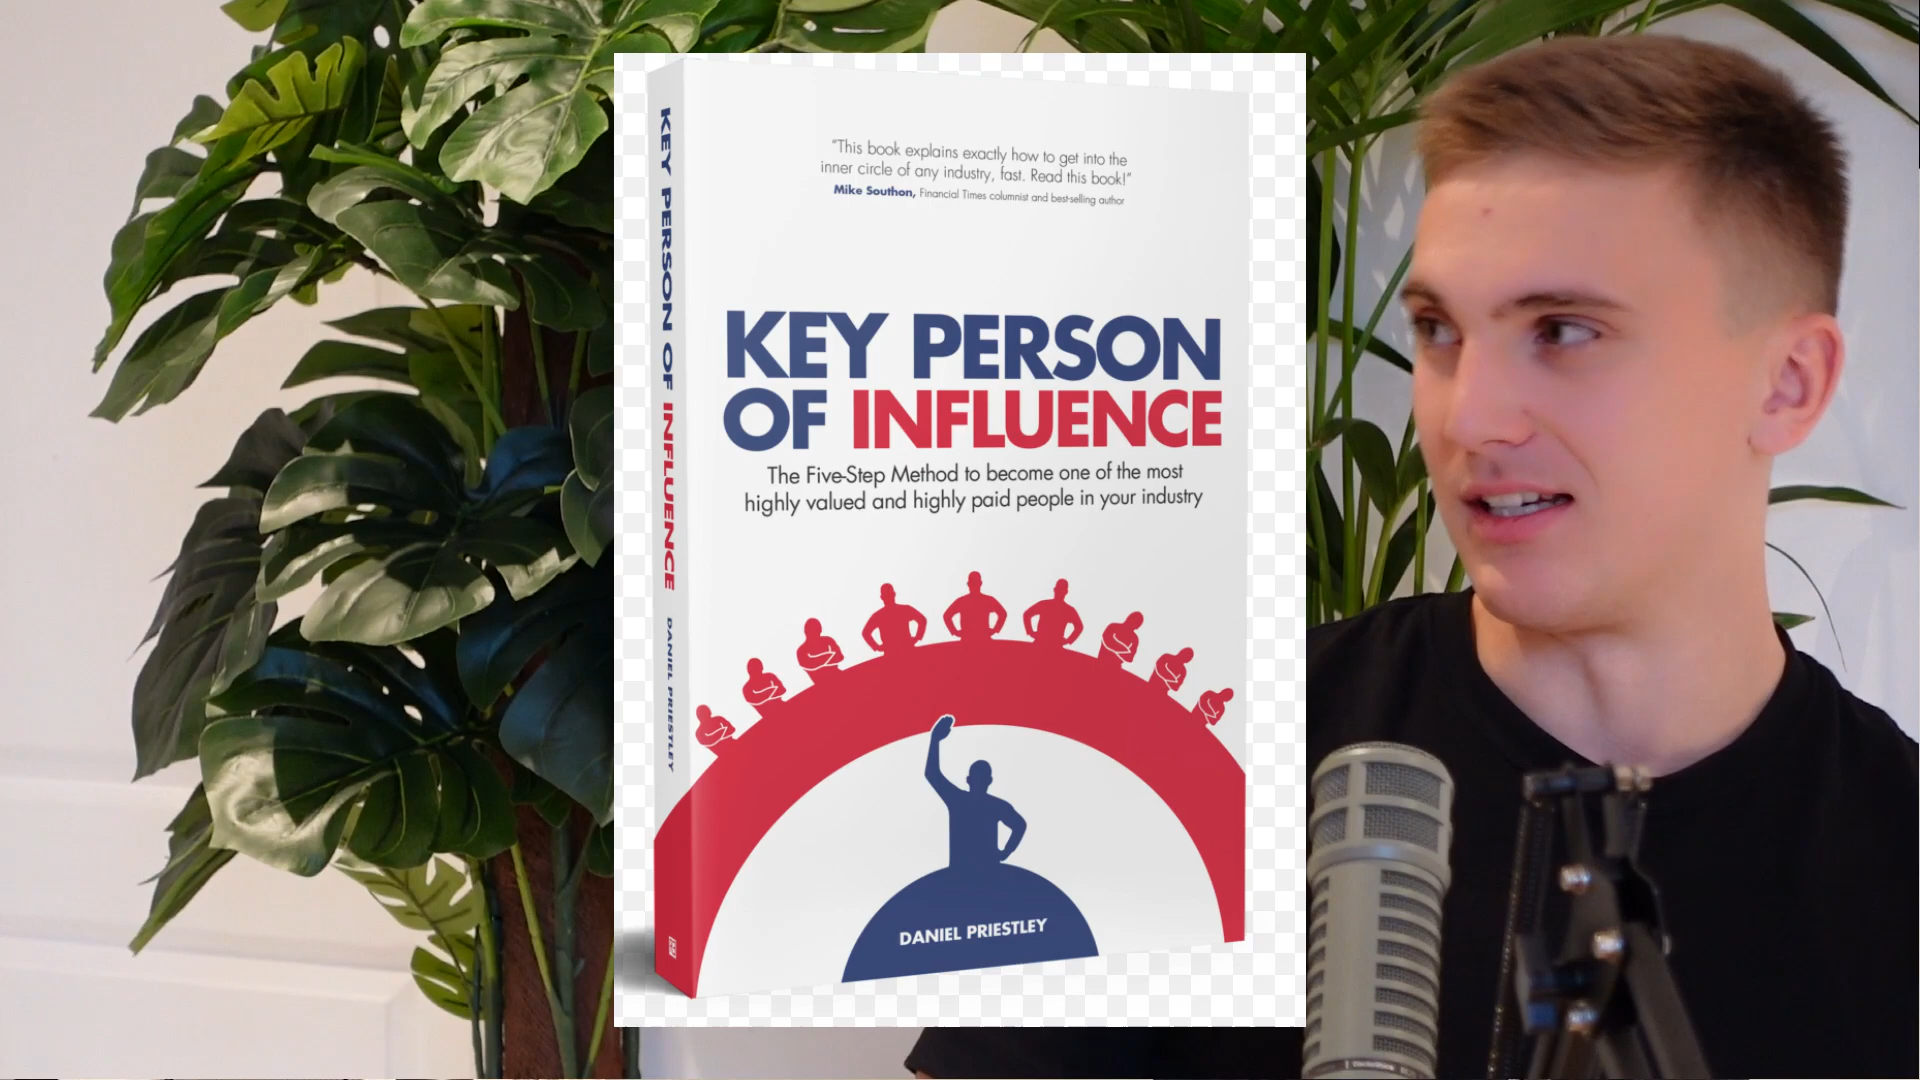 "This book explains exactly how to get into the
inner circle of any industry, fast. Read this book!"
Mike Southon, Financial Times columnist and best-selling author
KEY PERSON
OF INFLUENCE
The Five-Step Method to become one of the most
highly valued and highly paid people in your industry
DANIEL PRIESTLEY
KEY PERSON OF INFLUENCE DANIEL PRIESTLEY